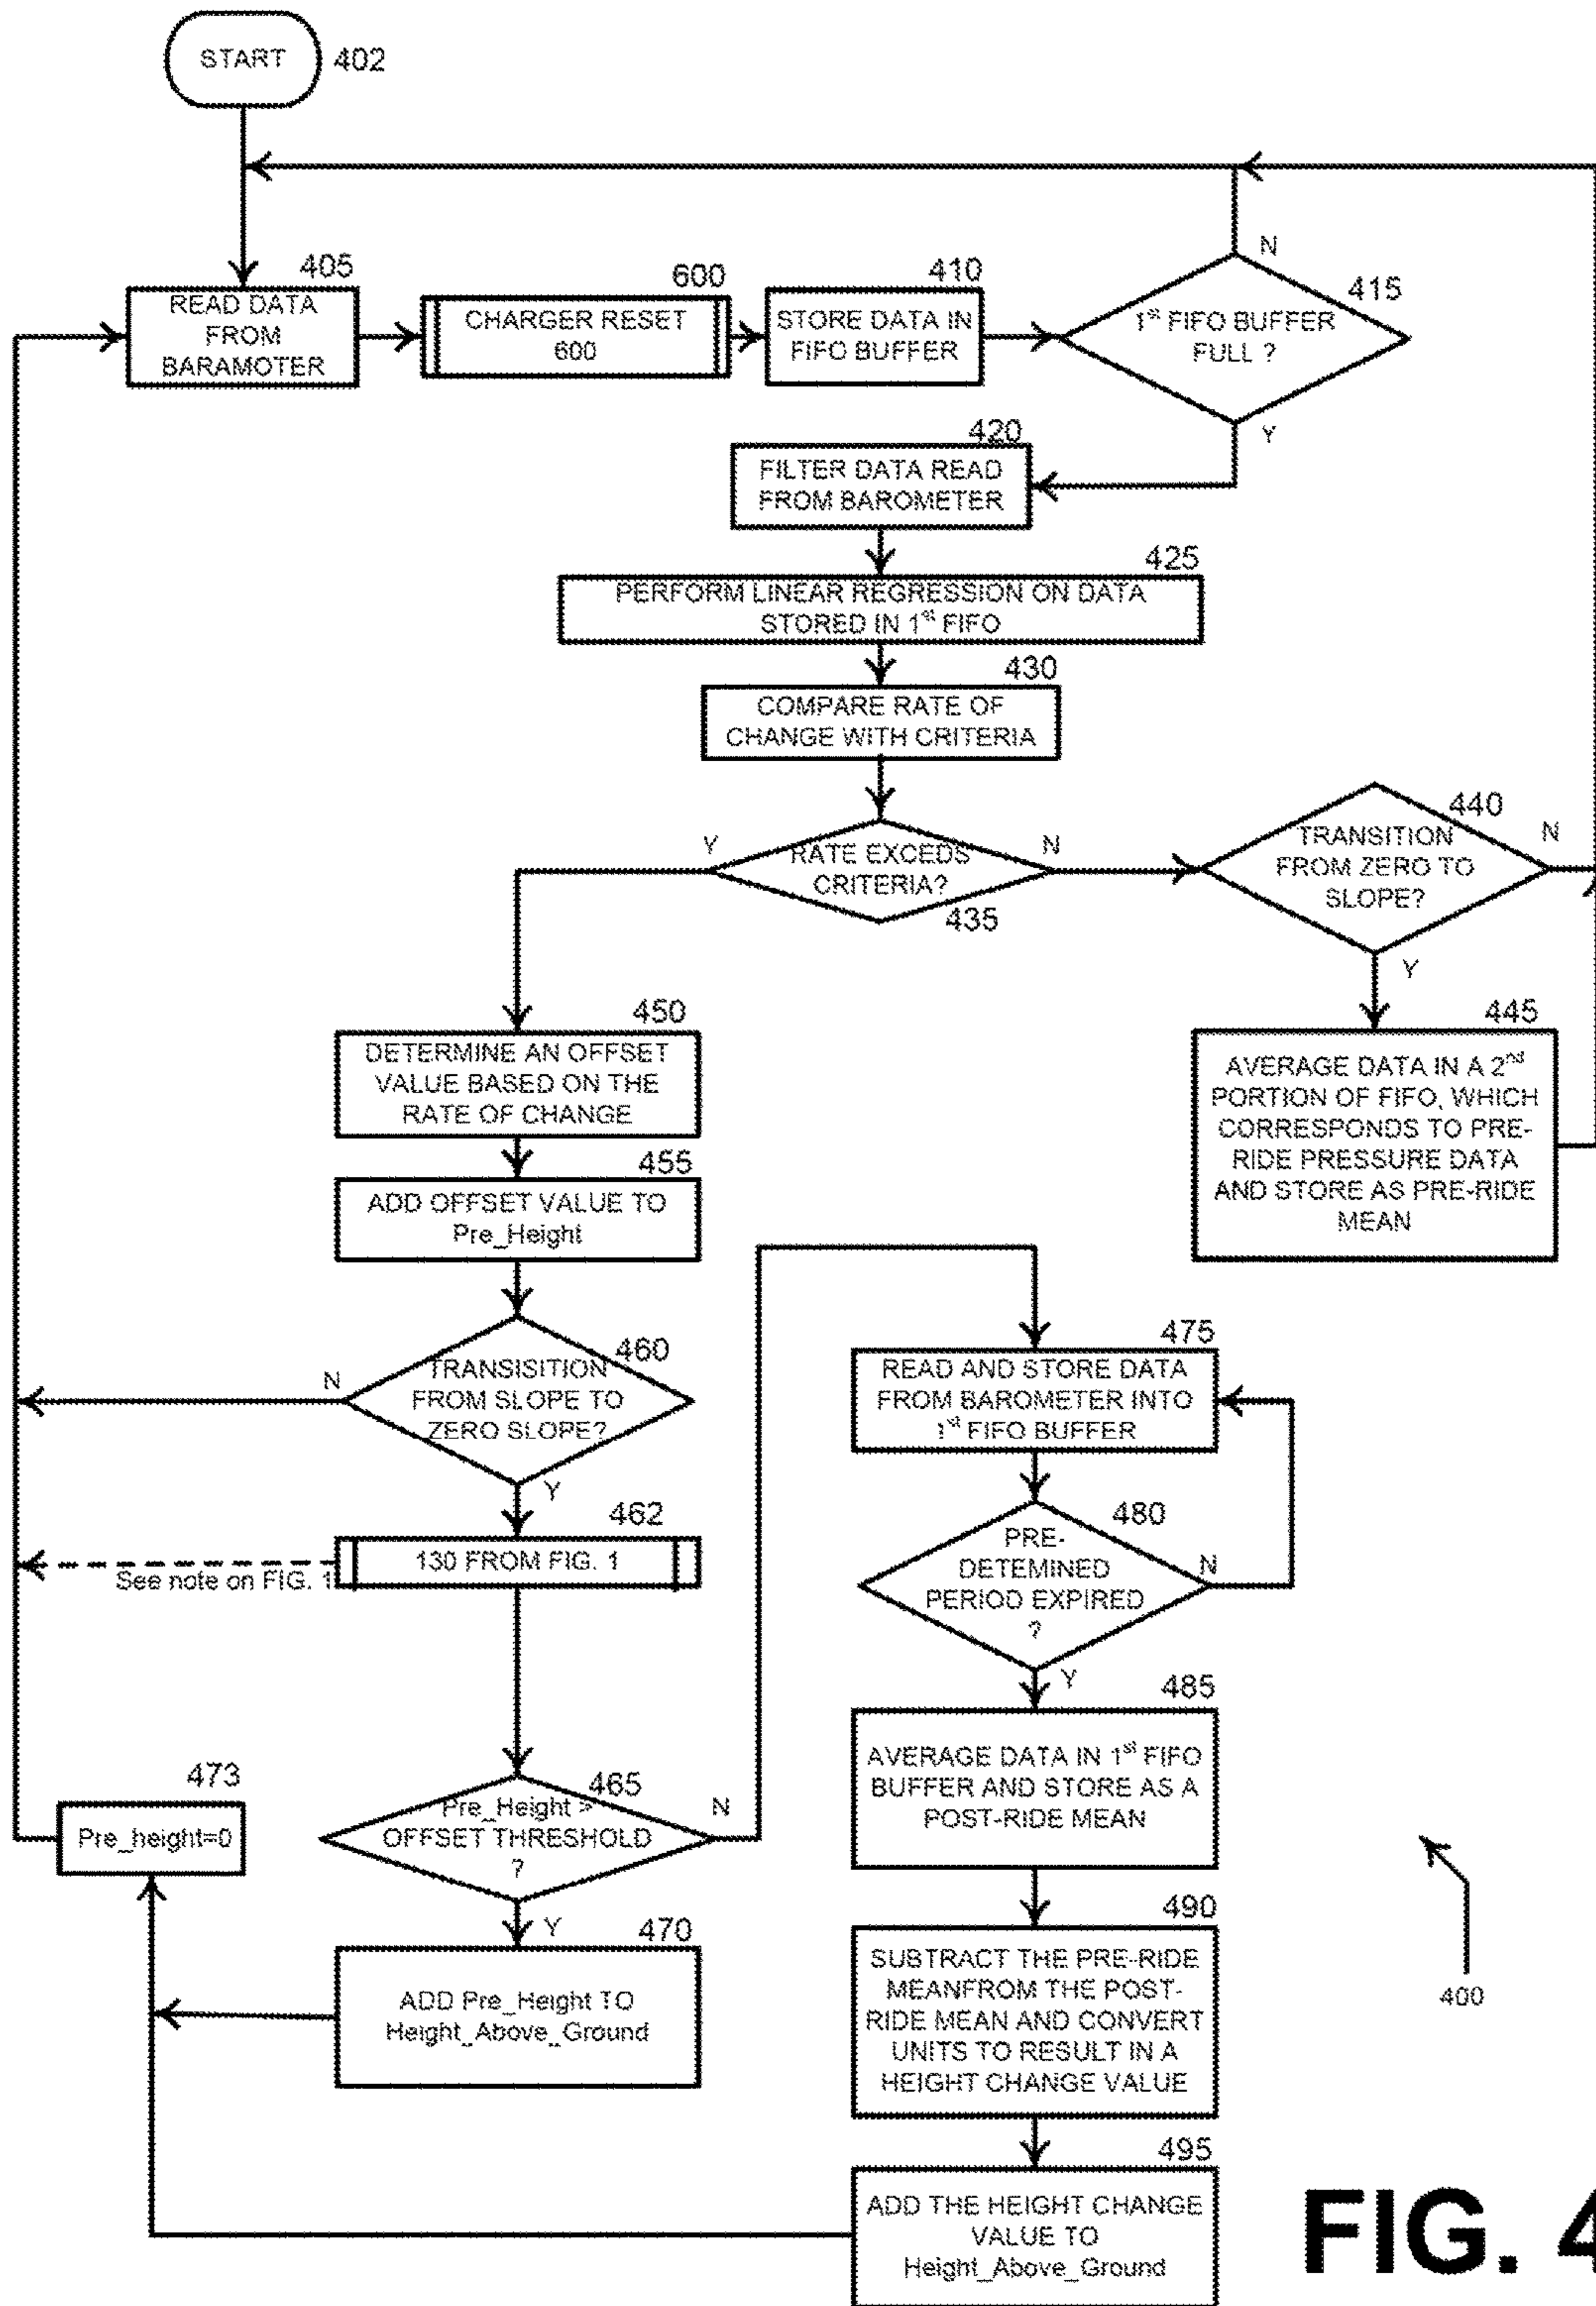 START
402
405
READ DATA
FROM
BARAMOTER
600
CHARGER RESET
600
410
STORE DATA IN
FIFO BUFFER
N
415
1st FIFO BUFFER
FULL ?
Y
420
FILTER DATA READ
FROM BAROMETER
425
PERFORM LINEAR REGRESSION ON DATA
STORED IN 1st FIFO
430
COMPARE RATE OF
CHANGE WITH CRITERIA
Y
RATE EXCEDS
CRITERIA?
N
435
440
TRANSITION
FROM ZERO TO
SLOPE?
N
Y
445
AVERAGE DATA IN A 2nd
PORTION OF FIFO, WHICH
CORRESPONDS TO PRE-
RIDE PRESSURE DATA
AND STORE AS PRE-RIDE
MEAN
450
DETERMINE AN OFFSET
VALUE BASED ON THE
RATE OF CHANGE
455
ADD OFFSET VALUE TO
Pre_Height
460
TRANSISITION
FROM SLOPE TO
ZERO SLOPE?
N
Y
462
130 FROM FIG. 1
See note on FIG. 1
465
Pre_Height >
OFFSET THRESHOLD
?
N
Y
470
ADD Pre_Height TO
Height_Above_Ground
473
Pre_height=0
475
READ AND STORE DATA
FROM BAROMETER INTO
1st FIFO BUFFER
480
PRE-
DETEMINED
PERIOD EXPIRED
?
N
Y
485
AVERAGE DATA IN 1st FIFO
BUFFER AND STORE AS A
POST-RIDE MEAN
490
SUBTRACT THE PRE-RIDE
MEANFROM THE POST-
RIDE MEAN AND CONVERT
UNITS TO RESULT IN A
HEIGHT CHANGE VALUE
495
ADD THE HEIGHT CHANGE
VALUE TO
Height_Above_Ground
400
FIG. 4